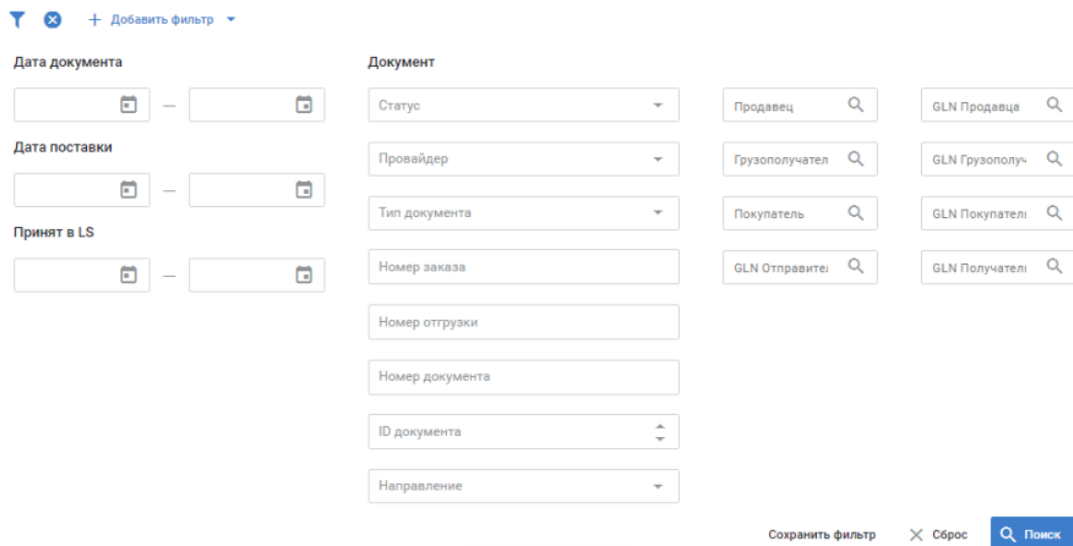 + Добавить фильтр
Дата документа
—
Дата поставки
—
Принят в LS
—
Документ
Статус
Провайдер
Тип документа
Номер заказа
Номер отгрузки
Номер документа
ID документа
Направление
Продавец
GLN Продавца
Грузополучател
GLN Грузополуч
Покупатель
GLN Покупател
GLN Отправител
GLN Получател
Сохранить фильтр
Сброс
Поиск